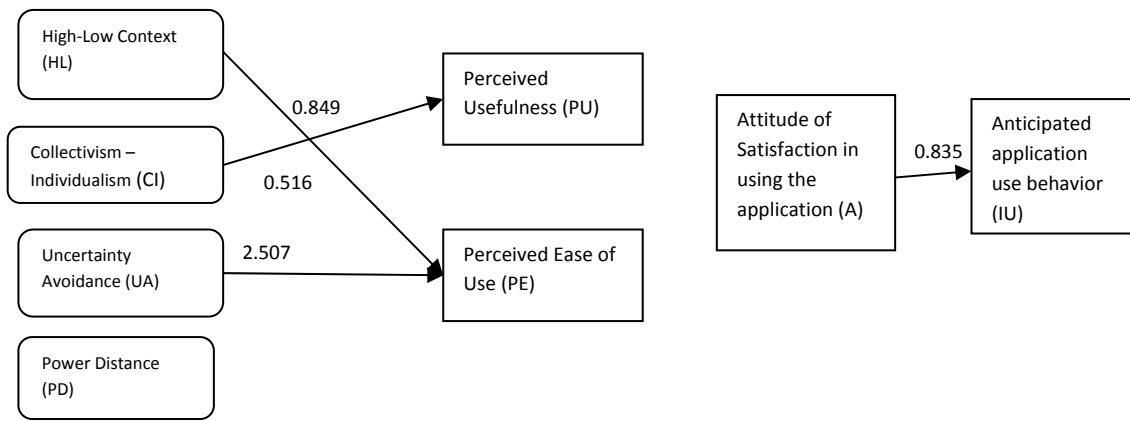 High-Low Context
(HL)
Collectivism –
Individualism (CI)
Uncertainty
Avoidance (UA)
Power Distance
(PD)
0.849
0.516
2.507
Perceived
Usefulness (PU)
Perceived Ease of
Use (PE)
Attitude of
Satisfaction in
using the
application (A)
0.835
Anticipated
application
use behavior
(IU)